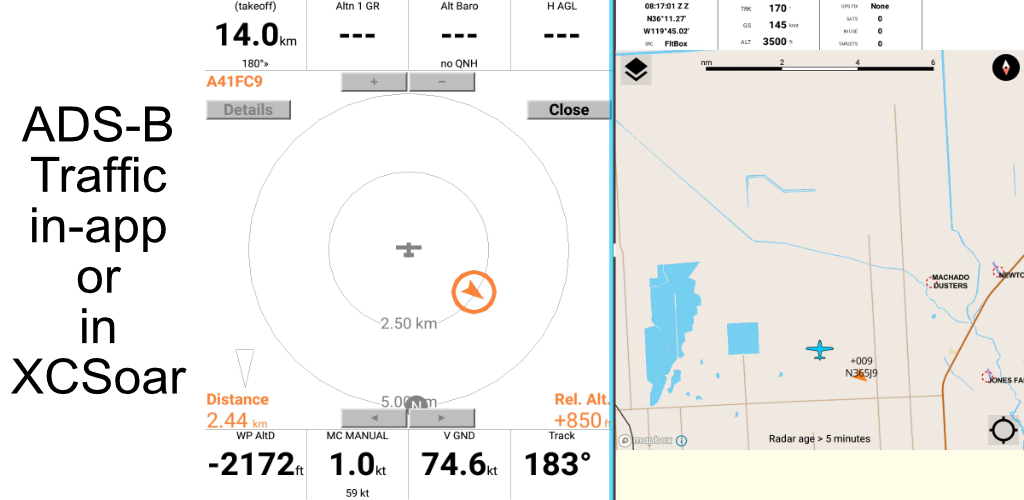 ADS-B
Traffic
in-app
or
in
XCSoar
(takeoff) Altn 1 GR Alt Baro H AGL
14.0km --- --- ---
180°» no QNH
A41FC9 + -
Details Close
2.50 km
5.00 km
N
Distance Rel. Alt.
2.44 km +850 ft
◄ ►
WP AltD MC MANUAL V GND Track
-2172ft 1.0kt 74.6kt 183°
59 kt
08:17:01 Z Z
N36°11.27'
W119°45.02'
SRC FltBox
TRK 170°
GS 145 knot
ALT 3500 ft
GPS FIX None
SATS 0
IN USE 0
TARGETS 0
nm 2 4 6
MACHADO
DUSTERS
NEWTO
+009
N365J9
JONES FA
Radar age > 5 minutes
mapbox